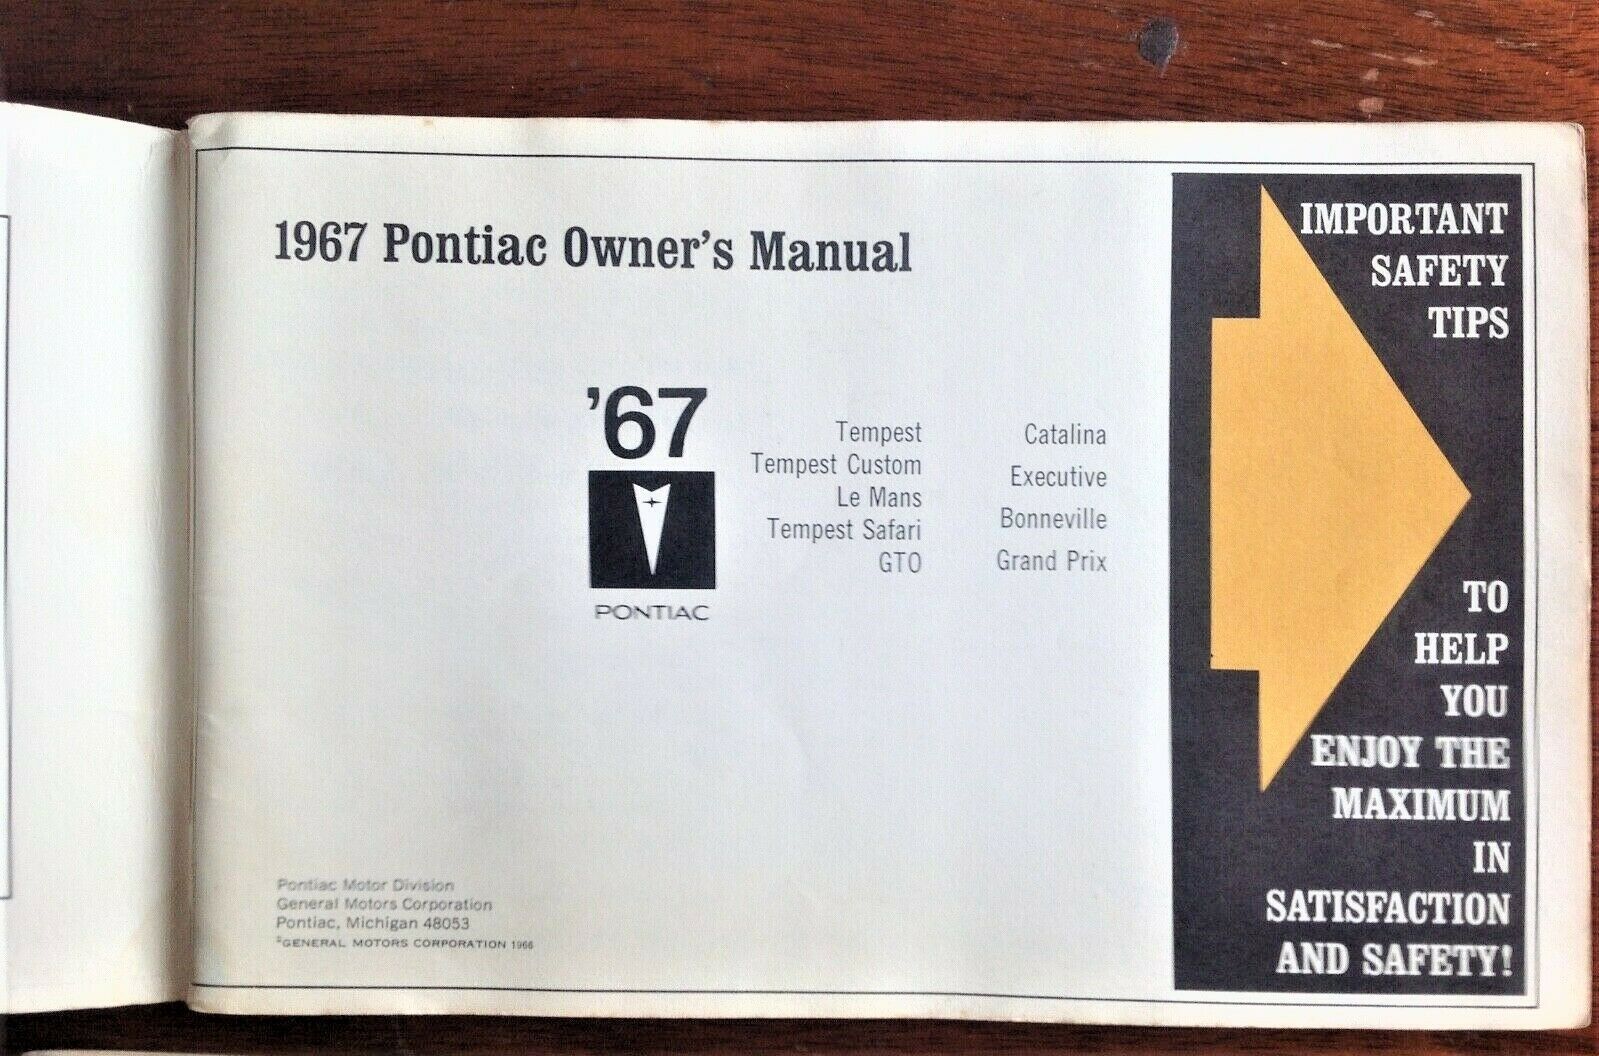 1967 Pontiac Owner's Manual
'67
PONTIAC
Tempest
Tempest Custom
Le Mans
Tempest Safari
GTO
Catalina
Executive
Bonneville
Grand Prix
Pontiac Motor Division
General Motors Corporation
Pontiac, Michigan 48053
©GENERAL MOTORS CORPORATION 1966
IMPORTANT
SAFETY
TIPS
TO
HELP
YOU
ENJOY THE
MAXIMUM
IN
SATISFACTION
AND SAFETY!